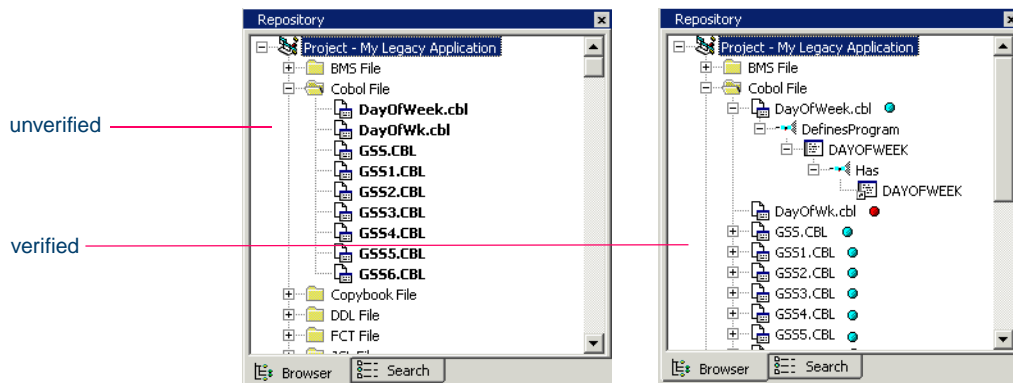 unverified
verified
Repository
Project - My Legacy Application
BMS File
Cobol File
DayOfWeek.cbl
DayOfWk.cbl
GSS.CBL
GSS1.CBL
GSS2.CBL
GSS3.CBL
GSS4.CBL
GSS5.CBL
GSS6.CBL
Copybook File
DDL File
FCT File
JCL File
Browser
Search
Repository
Project - My Legacy Application
BMS File
Cobol File
DayOfWeek.cbl
DefinesProgram
DAYOFWEEK
Has
DAYOFWEEK
DayOfWk.cbl
GSS.CBL
GSS1.CBL
GSS2.CBL
GSS3.CBL
GSS4.CBL
GSS5.CBL
Browser
Search